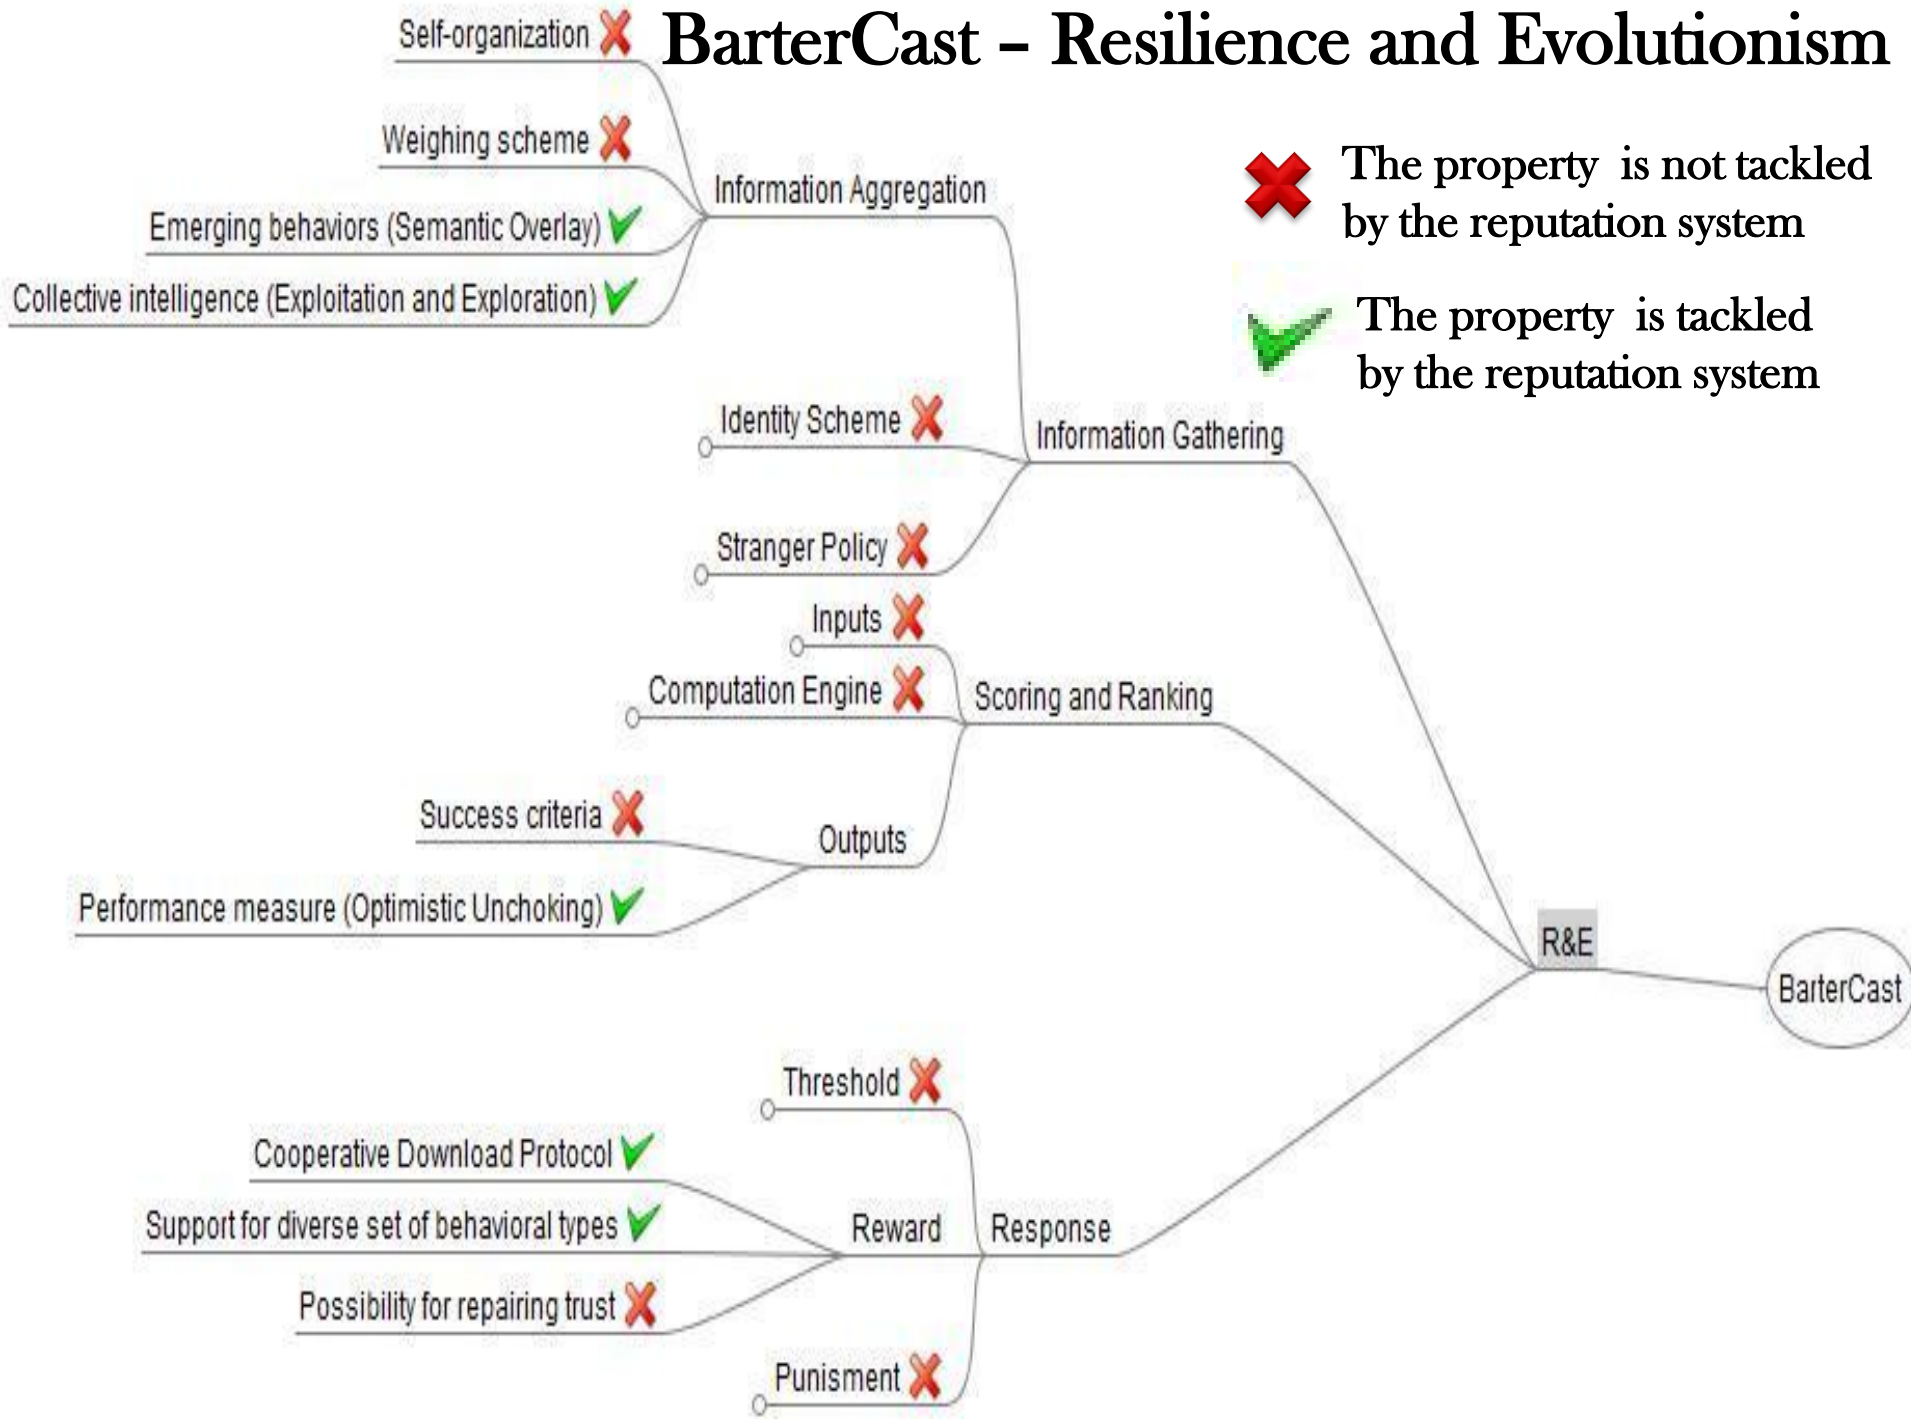 BarterCast – Resilience and Evolutionism
The property is not tackled
by the reputation system
The property is tackled
by the reputation system
Self-organization
Weighing scheme
Emerging behaviors (Semantic Overlay)
Collective intelligence (Exploitation and Exploration)
Information Aggregation
Identity Scheme
Stranger Policy
Information Gathering
Inputs
Computation Engine
Scoring and Ranking
Success criteria
Performance measure (Optimistic Unchoking)
Outputs
R&E
BarterCast
Threshold
Cooperative Download Protocol
Support for diverse set of behavioral types
Possibility for repairing trust
Reward
Response
Punisment